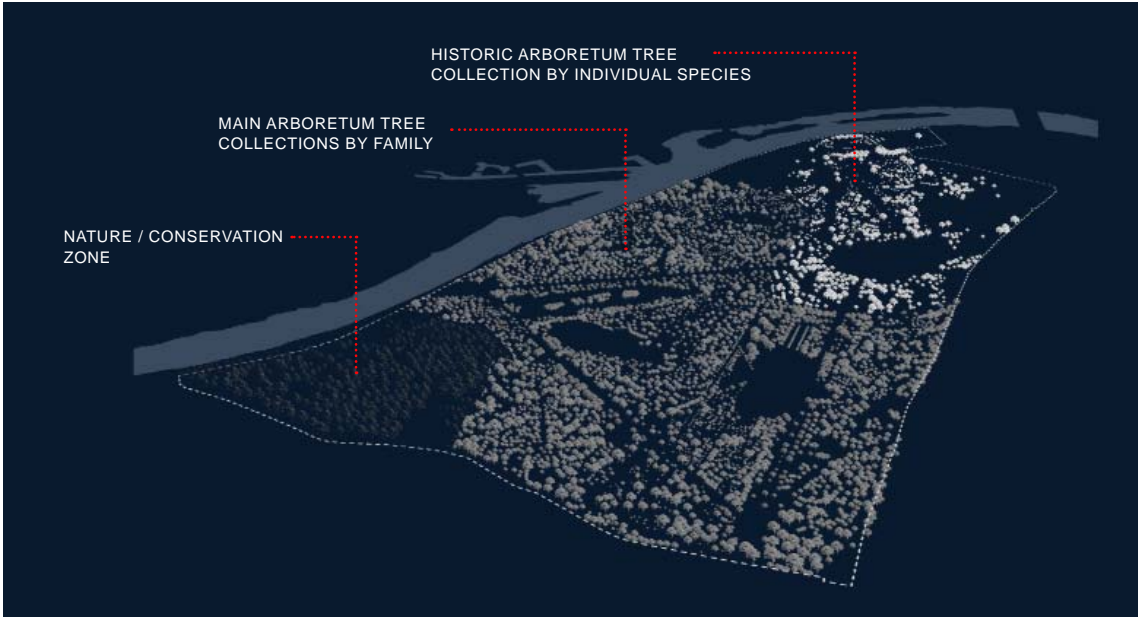 HISTORIC ARBORETUM TREE
COLLECTION BY INDIVIDUAL SPECIES
MAIN ARBORETUM TREE
COLLECTIONS BY FAMILY
NATURE / CONSERVATION
ZONE